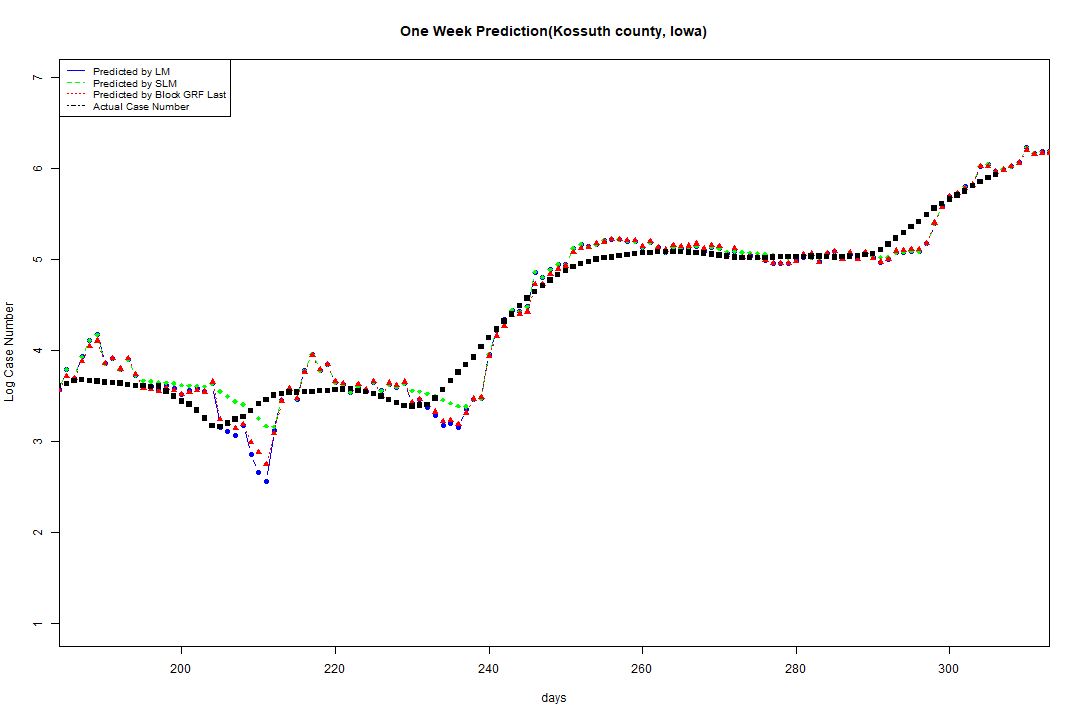 One Week Prediction(Kossuth county, Iowa)
Predicted by LM
Predicted by SLM
Predicted by Block GRF Last
Actual Case Number
7
6
5
4
3
2
1
Log Case Number
200 220 240 260 280 300
days